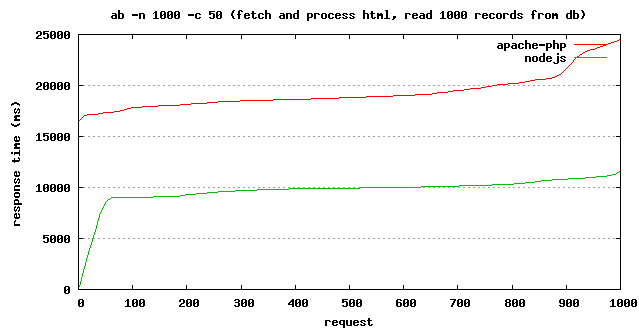 ab -n 1000 -c 50 (fetch and process html, read 1000 records from db)
25000
20000
15000
10000
5000
0
response time (ms)
apache-php
nodejs
0 100 200 300 400 500 600 700 800 900 1000
request